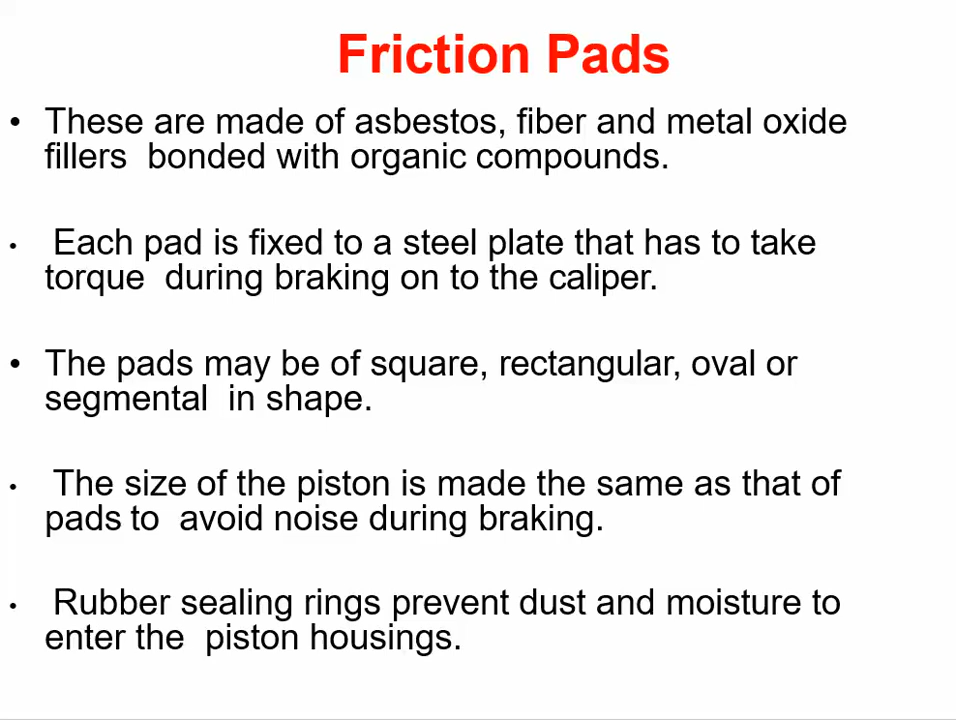 Friction Pads
• These are made of asbestos, fiber and metal oxide
fillers  bonded with organic compounds.
• Each pad is fixed to a steel plate that has to take
torque  during braking on to the caliper.
• The pads may be of square, rectangular, oval or
segmental  in shape.
• The size of the piston is made the same as that of
pads to  avoid noise during braking.
• Rubber sealing rings prevent dust and moisture to
enter the  piston housings.